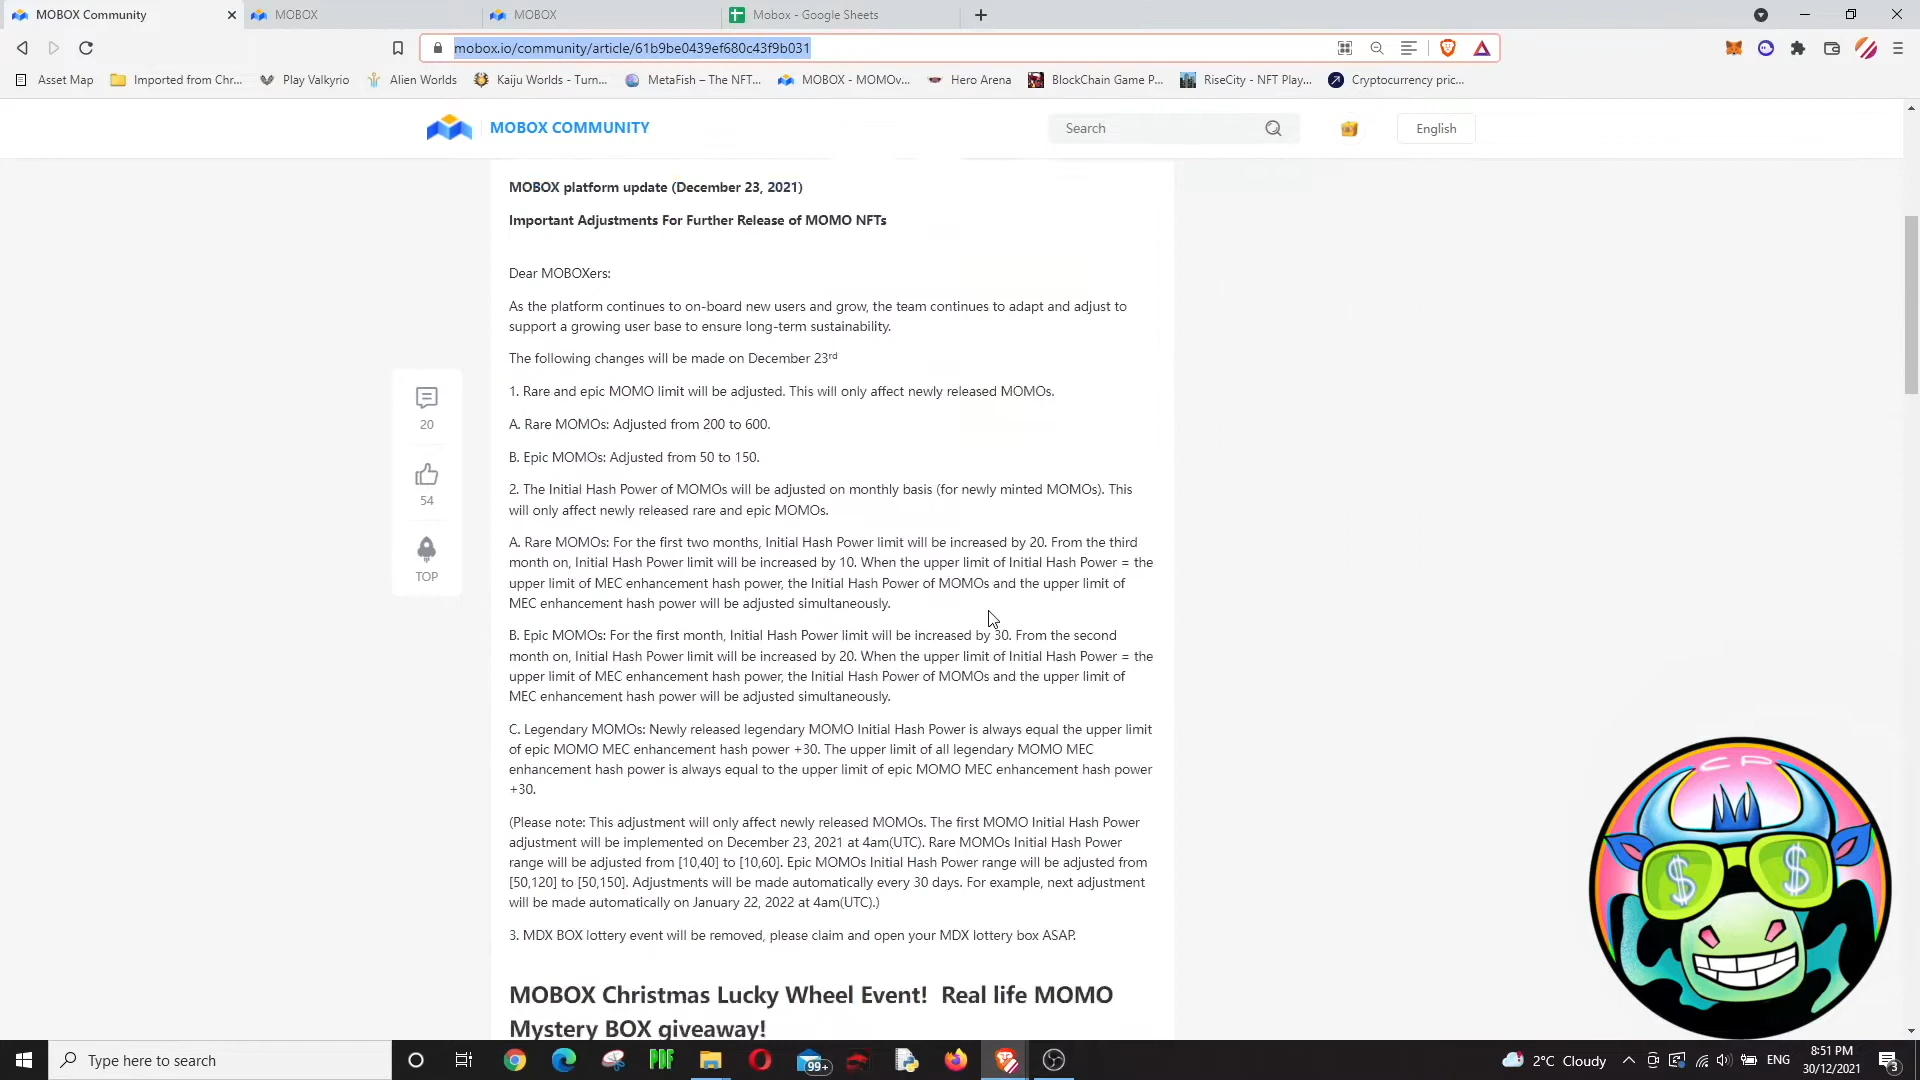 MOBOX Community
MOBOX
MOBOX
Mobox - Google Sheets
mobox.io/community/article/61b9be0439ef680c43f9b031
Asset Map
Imported from Chr...
Play Valkyrio
Alien Worlds
Kaiju Worlds - Turn...
MetaFish – The NFT...
MOBOX - MOMOv...
Hero Arena
BlockChain Game P...
RiseCity - NFT Play...
Cryptocurrency pric...
MOBOX COMMUNITY
Search
English
MOBOX platform update (December 23, 2021)
Important Adjustments For Further Release of MOMO NFTs
Dear MOBOXers:
As the platform continues to on-board new users and grow, the team continues to adapt and adjust to
support a growing user base to ensure long-term sustainability.
The following changes will be made on December 23rd
1. Rare and epic MOMO limit will be adjusted. This will only affect newly released MOMOs.
A. Rare MOMOs: Adjusted from 200 to 600.
B. Epic MOMOs: Adjusted from 50 to 150.
2. The Initial Hash Power of MOMOs will be adjusted on monthly basis (for newly minted MOMOs). This
will only affect newly released rare and epic MOMOs.
A. Rare MOMOs: For the first two months, Initial Hash Power limit will be increased by 20. From the third
month on, Initial Hash Power limit will be increased by 10. When the upper limit of Initial Hash Power = the
upper limit of MEC enhancement hash power, the Initial Hash Power of MOMOs and the upper limit of
MEC enhancement hash power will be adjusted simultaneously.
B. Epic MOMOs: For the first month, Initial Hash Power limit will be increased by 30. From the second
month on, Initial Hash Power limit will be increased by 20. When the upper limit of Initial Hash Power = the
upper limit of MEC enhancement hash power, the Initial Hash Power of MOMOs and the upper limit of
MEC enhancement hash power will be adjusted simultaneously.
C. Legendary MOMOs: Newly released legendary MOMO Initial Hash Power is always equal the upper limit
of epic MOMO MEC enhancement hash power +30. The upper limit of all legendary MOMO MEC
enhancement hash power is always equal to the upper limit of epic MOMO MEC enhancement hash power
+30.
(Please note: This adjustment will only affect newly released MOMOs. The first MOMO Initial Hash Power
adjustment will be implemented on December 23, 2021 at 4am(UTC). Rare MOMOs Initial Hash Power
range will be adjusted from [10,40] to [10,60]. Epic MOMOs Initial Hash Power range will be adjusted from
[50,120] to [50,150]. Adjustments will be made automatically every 30 days. For example, next adjustment
will be made automatically on January 22, 2022 at 4am(UTC).)
3. MDX BOX lottery event will be removed, please claim and open your MDX lottery box ASAP.
MOBOX Christmas Lucky Wheel Event! Real life MOMO
Mystery BOX giveaway!
20
54
TOP
CP
$
$
Type here to search
PDF
99+
2°C Cloudy
ENG
8:51 PM
30/12/2021
3